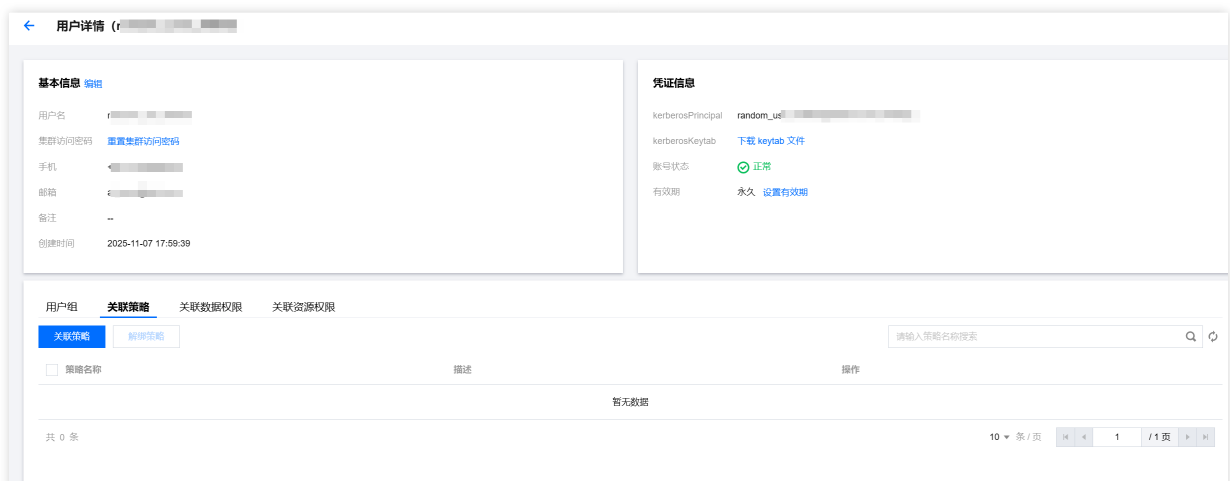 用户详情（
基本信息 编辑
用户名
集群访问密码 重置集群访问密码
手机
邮箱
备注 --
创建时间 2025-11-07 17:59:39
凭证信息
kerberosPrincipal random_us
kerberosKeytab 下载 keytab 文件
账号状态 正常
有效期 永久 设置有效期
用户组 关联策略 关联数据权限 关联资源权限
关联策略 解绑策略 请输入策略名称搜索
策略名称 描述 操作
暂无数据
共 0 条 10 条 / 页 1 / 1 页